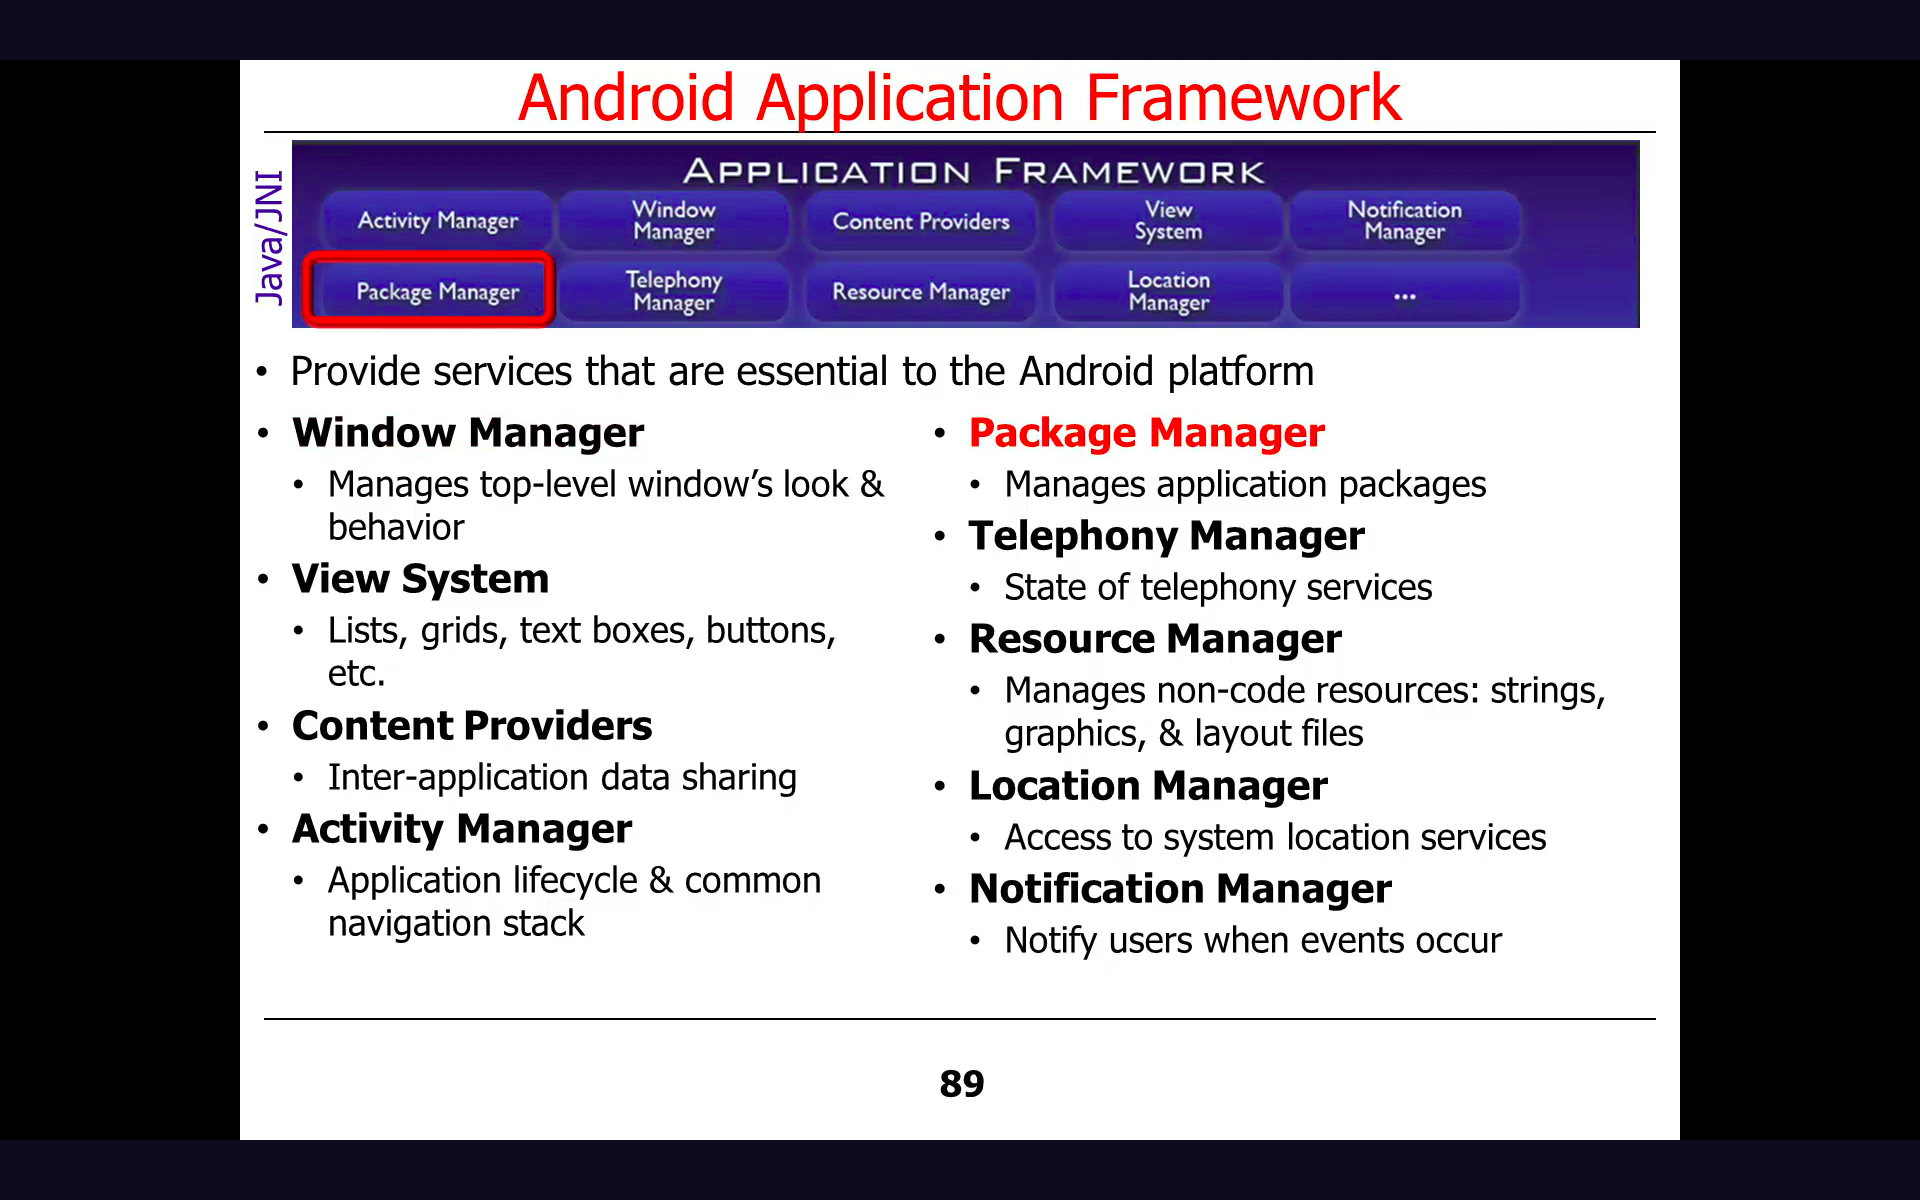 Android Application Framework
Java/JNI
APPLICATION FRAMEWORK
Activity Manager
Window
Manager
Content Providers
View
System
Notification
Manager
Package Manager
Telephony
Manager
Resource Manager
Location
Manager
...
• Provide services that are essential to the Android platform
• Window Manager
• Manages top-level window’s look &
behavior
• View System
• Lists, grids, text boxes, buttons,
etc.
• Content Providers
• Inter-application data sharing
• Activity Manager
• Application lifecycle & common
navigation stack
• Package Manager
• Manages application packages
• Telephony Manager
• State of telephony services
• Resource Manager
• Manages non-code resources: strings,
graphics, & layout files
• Location Manager
• Access to system location services
• Notification Manager
• Notify users when events occur
89